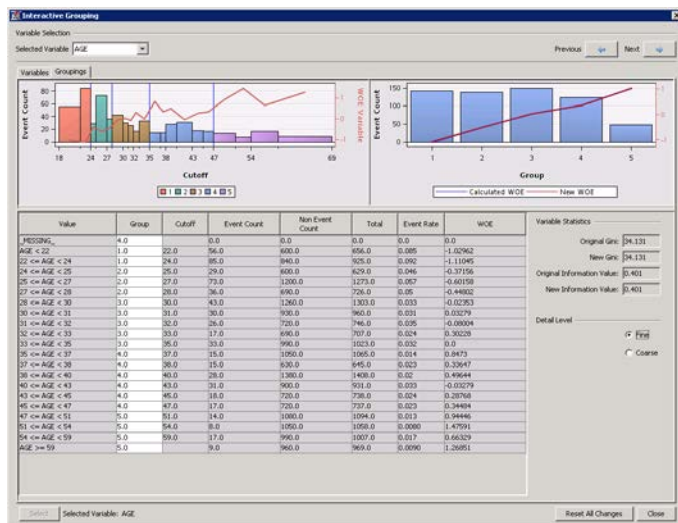 Interactive Grouping
Variable Selection
Selected Variable AGE
Previous Next
Variables Groupings
Event Count
80
60
40
20
18 24 27 30 32 35 38 43 47 54 69
Cutoff
1
0
-1
WOE Variable
1 2 3 4 5
Event Count
150
100
50
1 2 3 4 5
Group
1
0
-1
Calculated WOE New WOE
Value Group Cutoff Event Count Non Event Count Total Event Rate WOE
_MISSING_ 4.0 0.0 0.0 0.0 0.0 0.0
AGE < 22 1.0 22.0 56.0 600.0 656.0 0.085 -1.02962
22 <= AGE < 24 1.0 24.0 85.0 840.0 925.0 0.092 -1.11045
24 <= AGE < 25 2.0 25.0 29.0 600.0 629.0 0.046 -0.37156
25 <= AGE < 27 2.0 27.0 73.0 1200.0 1273.0 0.057 -0.60158
27 <= AGE < 28 2.0 28.0 36.0 690.0 726.0 0.05 -0.44802
28 <= AGE < 30 3.0 30.0 43.0 1260.0 1303.0 0.033 -0.02353
30 <= AGE < 31 3.0 31.0 30.0 930.0 960.0 0.031 0.03279
31 <= AGE < 32 3.0 32.0 26.0 720.0 746.0 0.035 -0.08004
32 <= AGE < 33 3.0 33.0 17.0 690.0 707.0 0.024 0.30228
33 <= AGE < 35 3.0 35.0 33.0 990.0 1023.0 0.032 0.0
35 <= AGE < 37 4.0 37.0 15.0 1050.0 1065.0 0.014 0.8473
37 <= AGE < 38 4.0 38.0 15.0 630.0 645.0 0.023 0.33647
38 <= AGE < 40 4.0 40.0 28.0 1380.0 1408.0 0.02 0.49644
40 <= AGE < 43 4.0 43.0 31.0 900.0 931.0 0.033 -0.03279
43 <= AGE < 45 4.0 45.0 18.0 720.0 738.0 0.024 0.28768
45 <= AGE < 47 4.0 47.0 17.0 720.0 737.0 0.023 0.34484
47 <= AGE < 51 5.0 51.0 14.0 1080.0 1094.0 0.013 0.94446
51 <= AGE < 54 5.0 54.0 8.0 1050.0 1058.0 0.0080 1.47591
54 <= AGE < 59 5.0 59.0 17.0 990.0 1007.0 0.017 0.66329
AGE >= 59 5.0 9.0 960.0 969.0 0.0090 1.26851
Variable Statistics
Original Gini: 34.131
New Gini: 34.131
Original Information Value: 0.401
New Information Value: 0.401
Detail Level
Fine
Coarse
Select Selected Variable: AGE
Reset All Changes Close